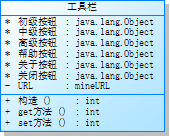 工具栏
* 初级按钮 : java.lang.Object
* 中级按钮 : java.lang.Object
* 高级按钮 : java.lang.Object
* 帮助按钮 : java.lang.Object
* 关于按钮 : java.lang.Object
* 关闭按钮 : java.lang.Object
- URL : mineURL
+ 构造 () : int
+ get方法 () : int
+ set方法 () : int